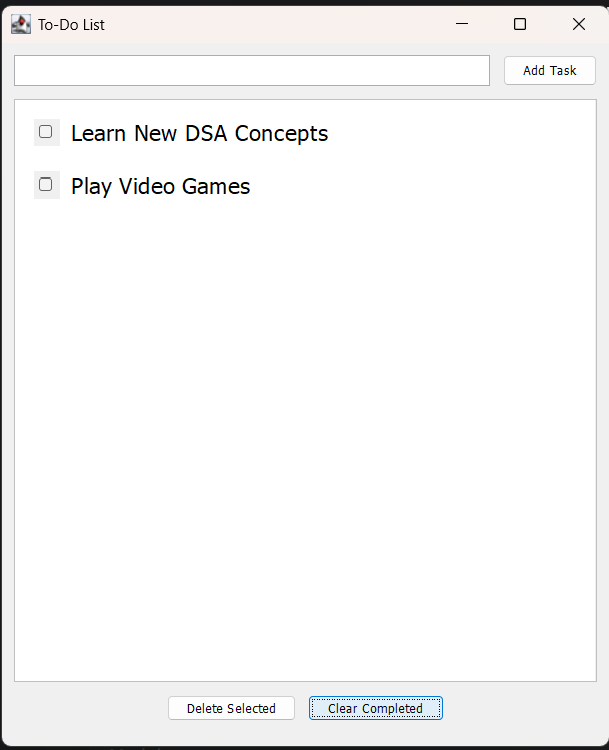 To-Do List
Add Task
Learn New DSA Concepts
Play Video Games
Delete Selected
Clear Completed